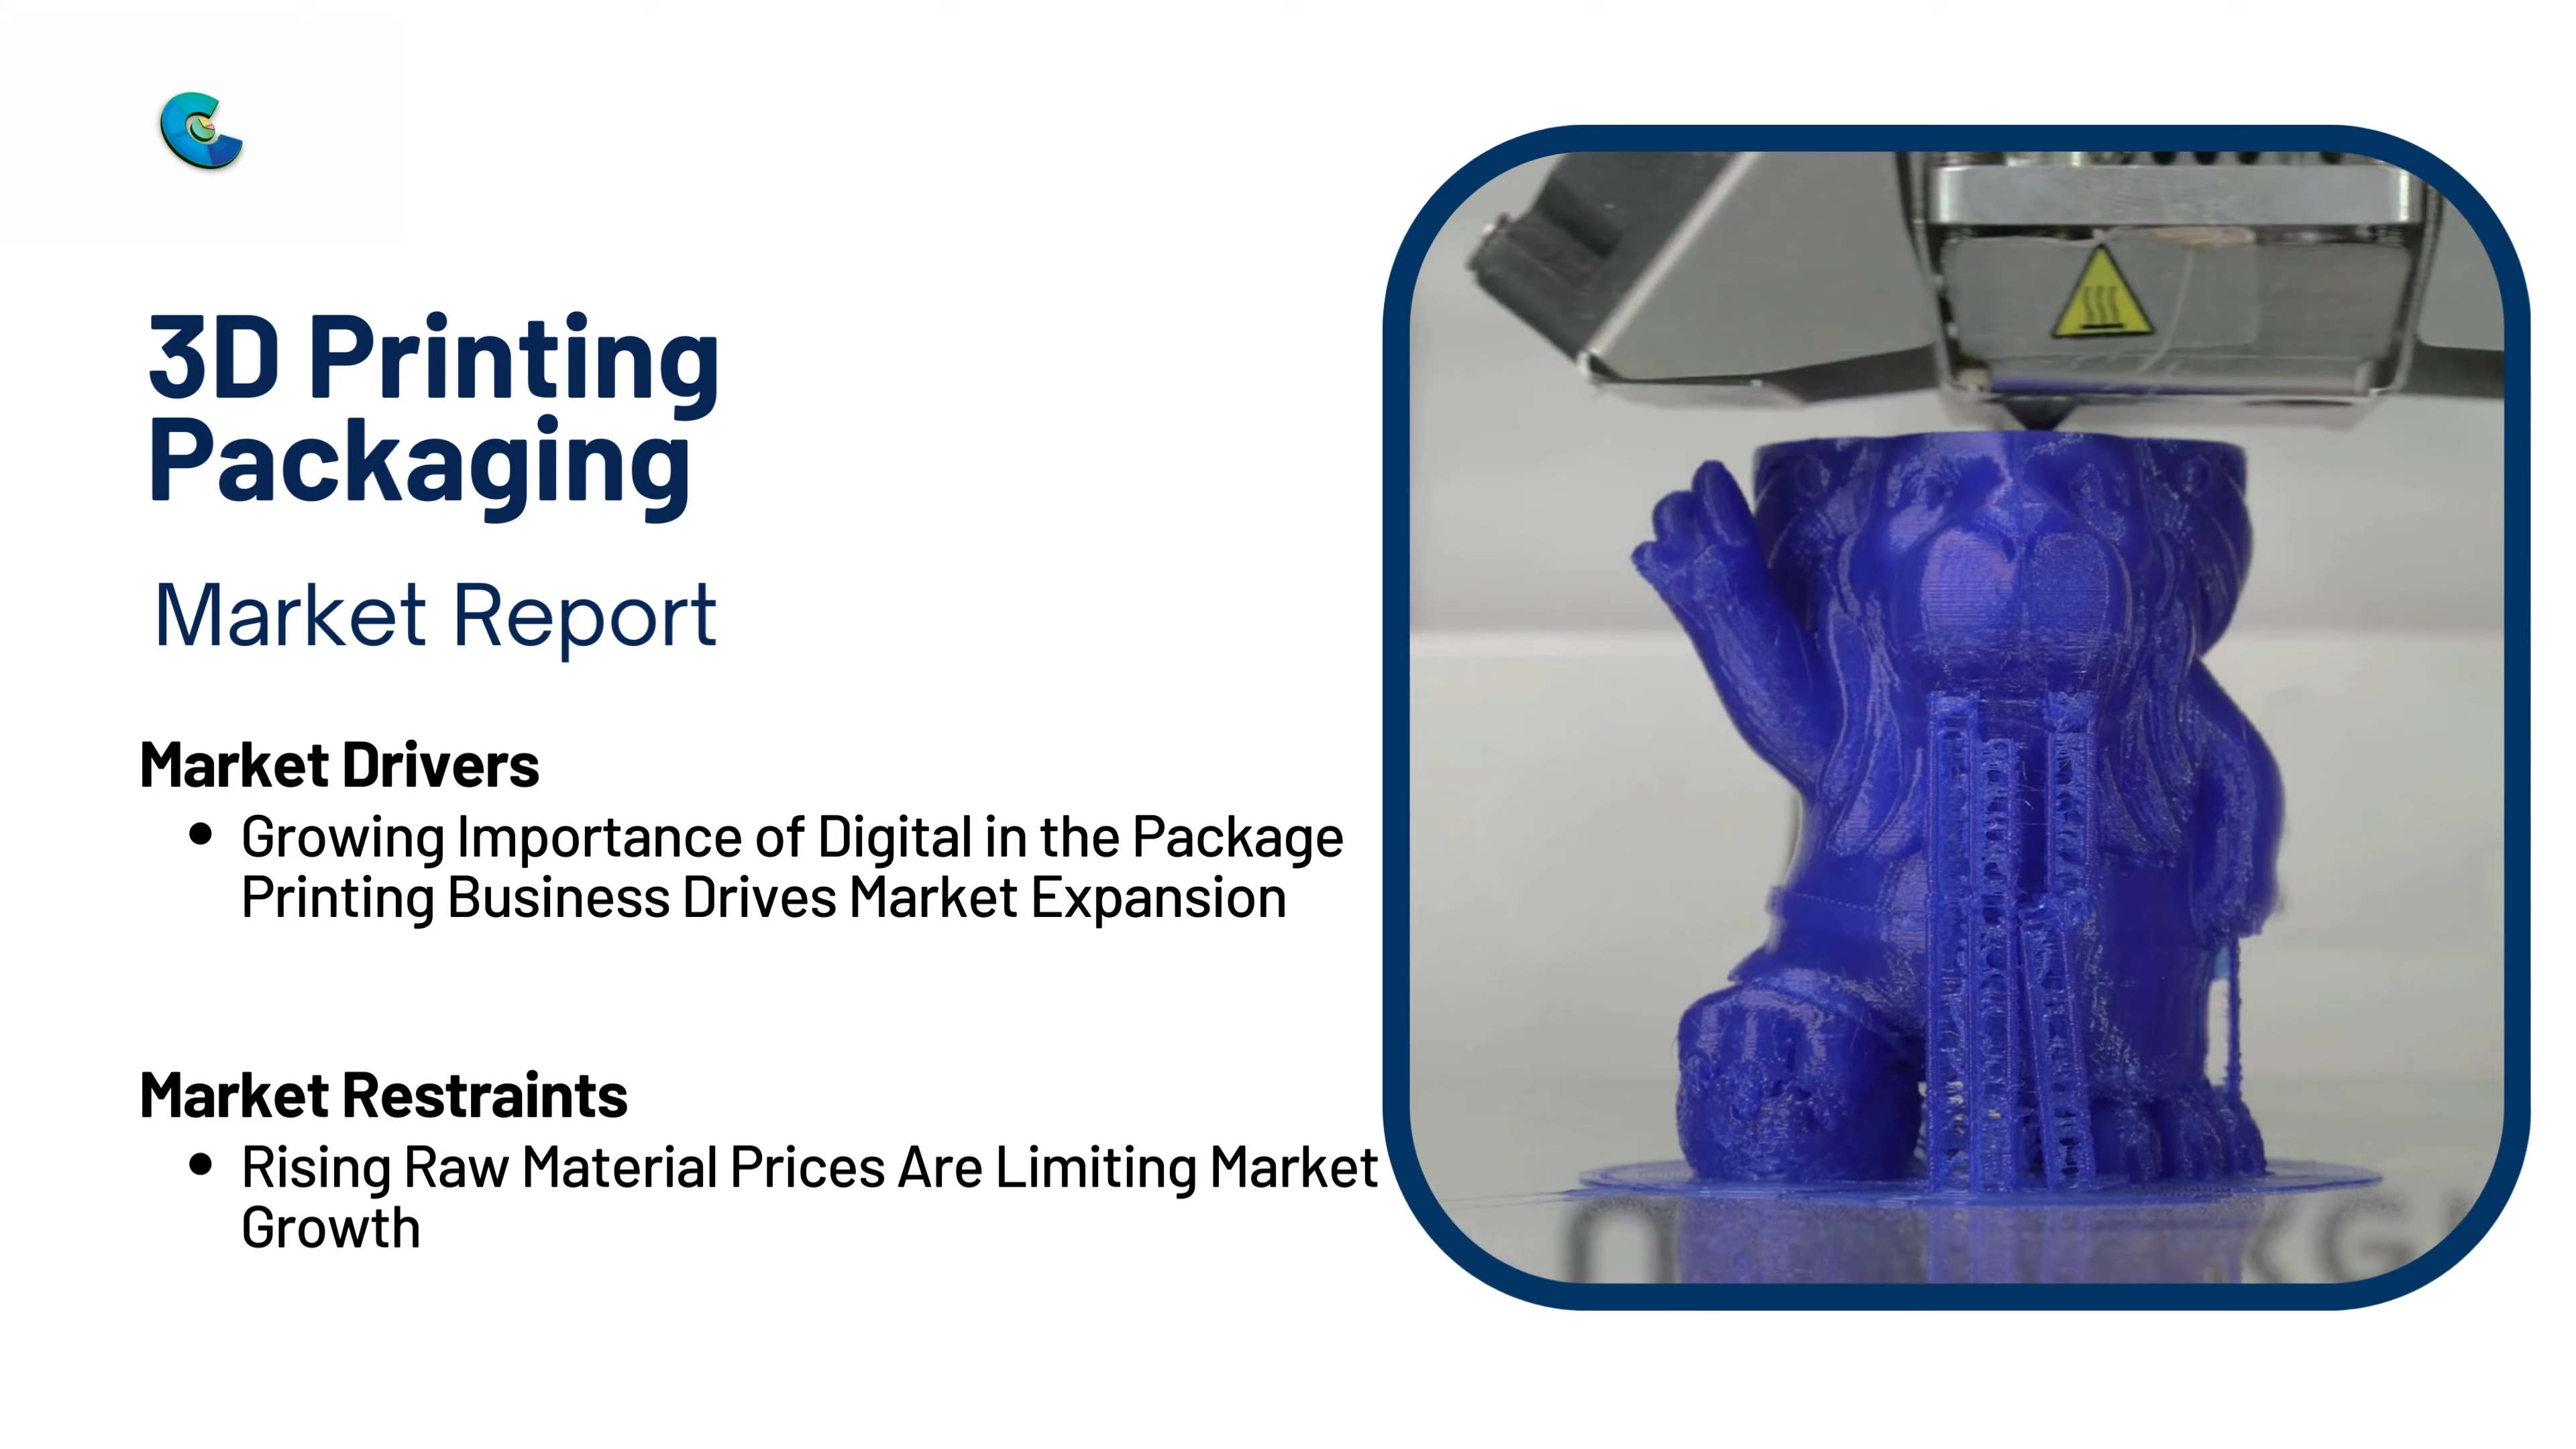 3D Printing
Packaging
Market Report
Market Drivers
• Growing Importance of Digital in the Package
Printing Business Drives Market Expansion
Market Restraints
• Rising Raw Material Prices Are Limiting Market
Growth